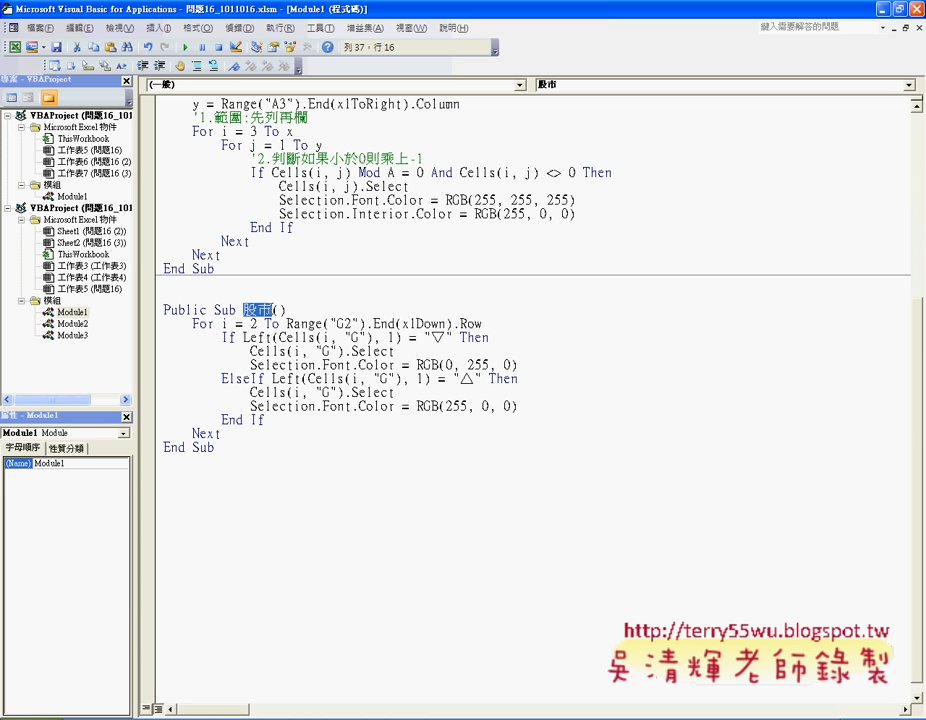 Microsoft Visual Basic for Applications - 問題16_1011016.xlsm - [Module1 (程式碼)]
檔案(F) 編輯(E) 檢視(V) 插入(I) 格式(O) 偵錯(D) 執行(R) 工具(T) 增益集(A) 視窗(W) 說明(H)
鍵入需要解答的問題
列 37，行 16
專案 - VBAProject
(一般)
股市
VBAProject (問題16_101
Microsoft Excel 物件
ThisWorkbook
工作表5 (問題16)
工作表6 (問題16 (2)
工作表7 (問題16 (3)
模組
Module1
VBAProject (問題16_101
Microsoft Excel 物件
Sheet1 (問題16 (2))
Sheet2 (問題16 (3))
ThisWorkbook
工作表3 (工作表3)
工作表4 (工作表4)
工作表5 (問題16)
模組
Module1
Module2
Module3
屬性 - Module1
Module1 Module
字母順序 性質分類
(Name) Module1
y = Range("A3").End(xlToRight).Column
'1.範圍:先列再欄
For i = 3 To x
For j = 1 To y
'2.判斷如果小於0則乘上-1
If Cells(i, j) Mod A = 0 And Cells(i, j) <> 0 Then
Cells(i, j).Select
Selection.Font.Color = RGB(255, 255, 255)
Selection.Interior.Color = RGB(255, 0, 0)
End If
Next
Next
End Sub
Public Sub 股市()
For i = 2 To Range("G2").End(xlDown).Row
If Left(Cells(i, "G"), 1) = "▽" Then
Cells(i, "G").Select
Selection.Font.Color = RGB(0, 255, 0)
ElseIf Left(Cells(i, "G"), 1) = "△" Then
Cells(i, "G").Select
Selection.Font.Color = RGB(255, 0, 0)
End If
Next
End Sub
http://terry55wu.blogspot.tw
吳清輝老師錄製